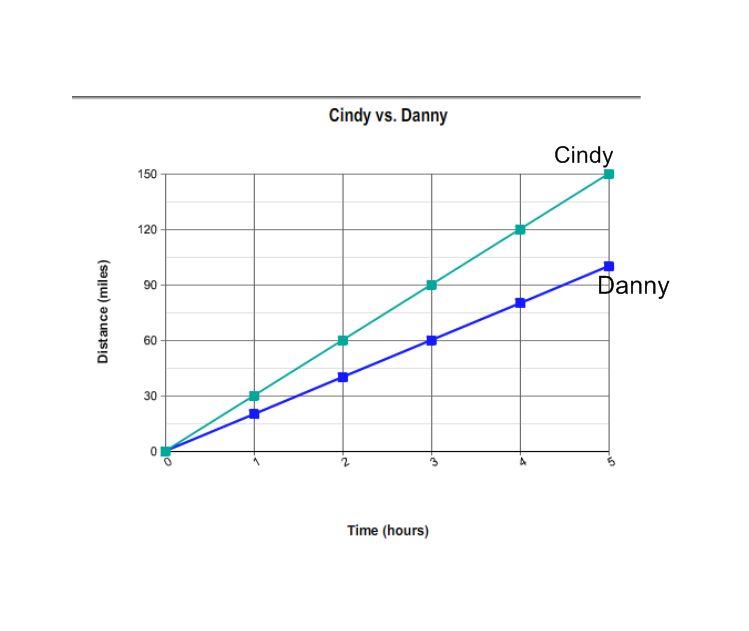 Cindy vs. Danny
Cindy
150
120
90
Danny
60
30
0
0 1 2 3 4 5
Distance (miles)
Time (hours)